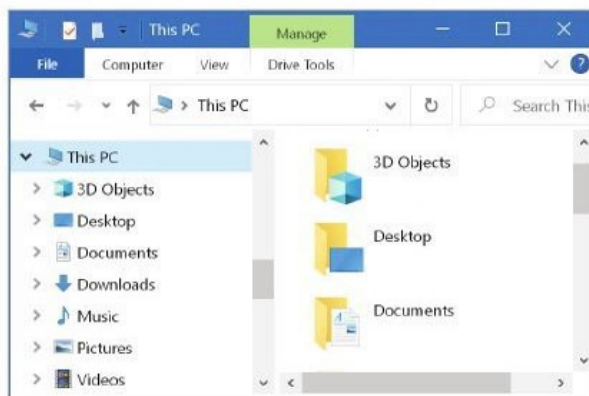 This PC Manage
File Computer View Drive Tools
This PC Search This
This PC
3D Objects
Desktop
Documents
Downloads
Music
Pictures
Videos
3D Objects
Desktop
Documents